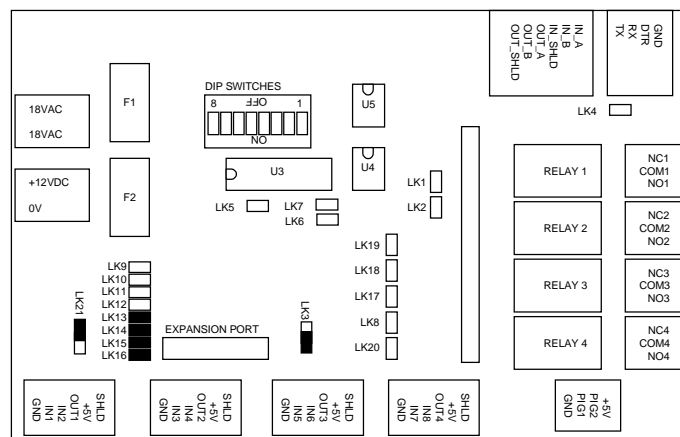 OUT_SHLD
OUT_B
OUT_A
IN_SHLD
IN_B
IN_A
TX
RX
DTR
GND
DIP SWITCHES
8 OFF 1
ON
F1
18VAC
18VAC
U5
LK4
+12VDC
0V
F2
U3
U4
LK5
LK7
LK6
LK1
LK2
RELAY 1
NC1
COM1
NO1
RELAY 2
NC2
COM2
NO2
RELAY 3
NC3
COM3
NO3
RELAY 4
NC4
COM4
NO4
LK19
LK18
LK17
LK8
LK20
LK9
LK10
LK11
LK12
LK13
LK14
LK15
LK16
LK21
EXPANSION PORT
LK3
GND
IN1
IN2
OUT1
+5V
SHLD
GND
IN3
IN4
OUT2
+5V
SHLD
GND
IN5
IN6
OUT3
+5V
SHLD
GND
IN7
IN8
OUT4
+5V
SHLD
GND
PIG1
PIG2
+5V